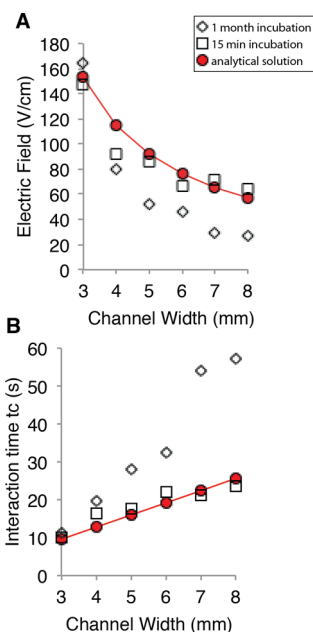 A
1 month incubation
15 min incubation
analytical solution
Electric Field (V/cm)
180
160
140
120
100
80
60
40
20
0
3 4 5 6 7 8
Channel Width (mm)
B
Interaction time tc (s)
60
50
40
30
20
10
0
3 4 5 6 7 8
Channel Width (mm)